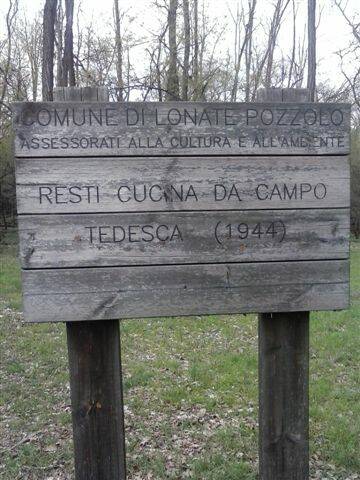 COMUNE DI LONATE POZZOLO
ASSESSORATI ALLA CULTURA E ALL'AMBIENTE
RESTI CUCINA DA CAMPO
TEDESCA (1944)